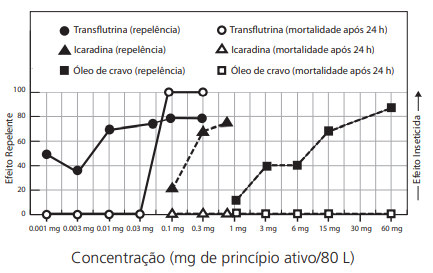 Transflutrina (repelência)
Transflutrina (mortalidade após 24 h)
Icaradina (repelência)
Icaradina (mortalidade após 24 h)
Óleo de cravo (repelência)
Óleo de cravo (mortalidade após 24 h)
Efeito Repelente
100
80
60
40
20
0
Efeito Inseticida
0.001 mg 0.003 mg 0.01 mg 0.03 mg 0.1 mg 0.3 mg 1 mg 3 mg 6 mg 15 mg 30 mg 60 mg
Concentração (mg de princípio ativo/80 L)